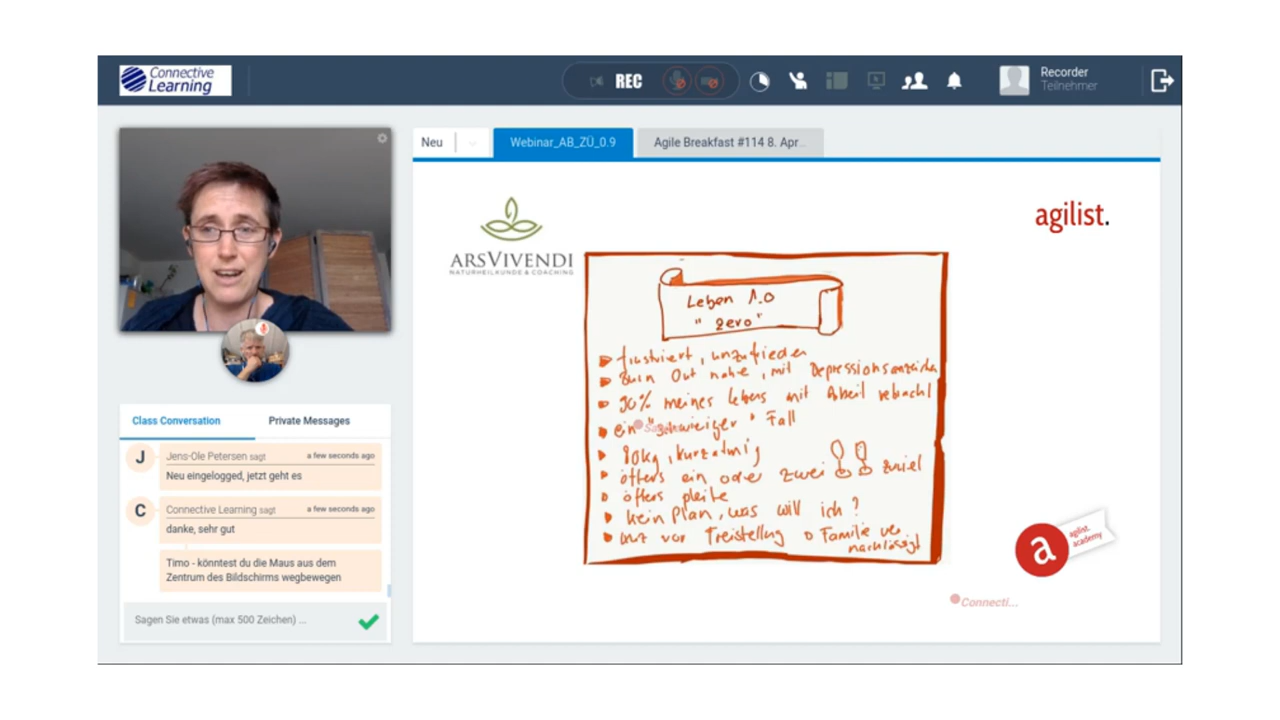 Connective
Learning
REC
Recorder
Teilnehmer
Neu
Webinar_AB_ZÜ_0.9
Agile Breakfast #114 8. Apr...
ARSVIVENDI
NATURHEILKUNDE & COACHING
agilist.
Leben 1.0
"Zero"
frustriert, unzufrieden
Burn Out nahe, mit Depressionsanzeichen
90% meines Lebens mit Arbeit verbracht
ein "schwieriger" Fall
90kg, kurzatmig
öfters ein oder zwei zuviel
öfters pleite
kein Plan, was will ich?
kurz vor Freistellung
Familie ver
nachlässigt
a
agilist.
academy
Connecti...
Class Conversation
Private Messages
J
Jens-Ole Petersen sagt
a few seconds ago
Neu eingelogged, jetzt geht es
C
Connective Learning sagt
a few seconds ago
danke, sehr gut
Timo - könntest du die Maus aus dem
Zentrum des Bildschirms wegbewegen
Sagen Sie etwas (max 500 Zeichen) ...